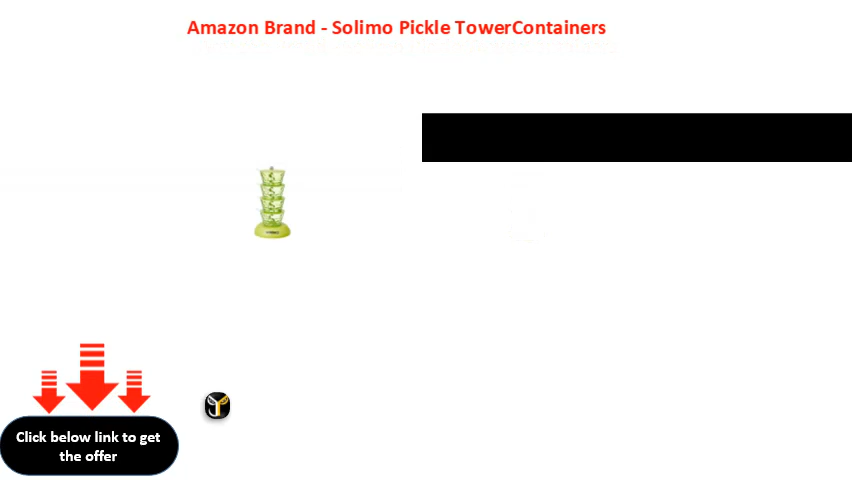 Amazon Brand - Solimo Pickle TowerContainers
Click below link to get
the offer